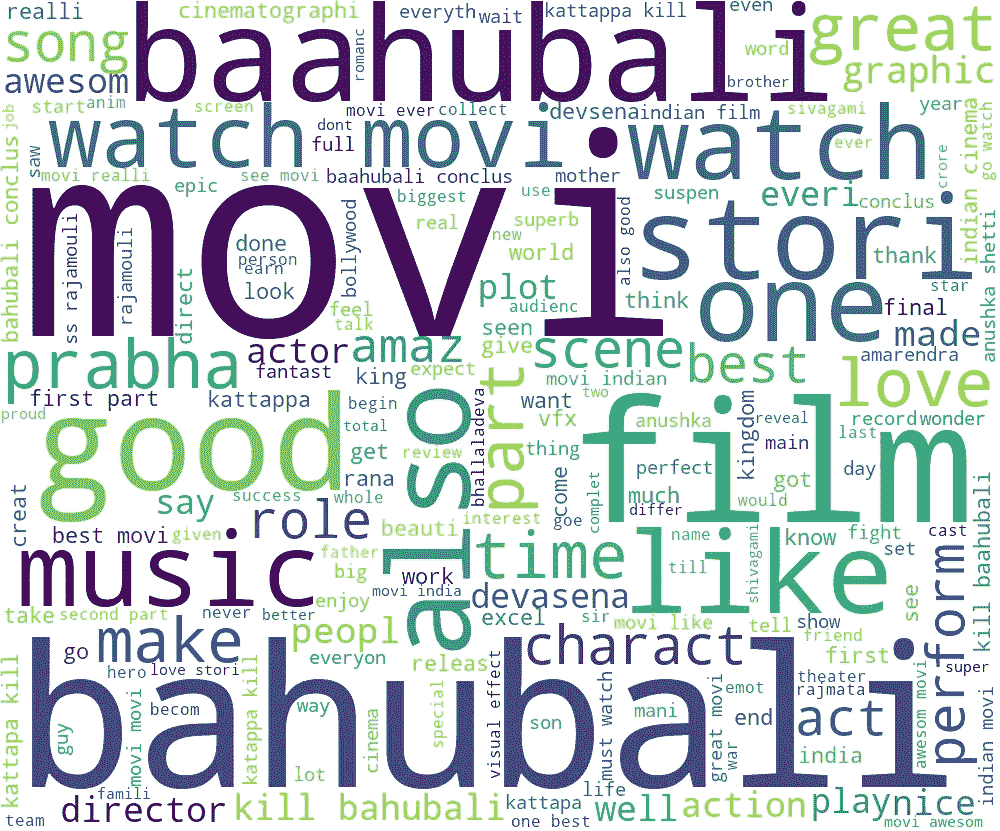 realli
cinematographi
everyth
wait
kattappa kill
even
song
baahubali
great
romanc
word
brother
awesom
graphic
start
anim
screen
movi ever
collect
devsena
indian film
sivagami
year
job
watch
movi
watch
dont
full
ever
crore
go watch
saw
movi realli
epic
see movi
baahubali conclus
mother
suspen
everi
conclus
indian cinema
bahubali conclus
movi
biggest
use
real
superb
new
world
also good
stori
thank
ss rajamouli
rajamouli
direct
done
person
earn
look
bollywood
feel
talk
plot
audienc
seen
think
one
final
star
anushka shetti
made
prabha
actor
amaz
fantast
king
expect
give
scene
best
amarendra
love
movi indian
two
first part
kattappa
begin
want
vfx
anushka
kingdom
reveal
record
wonder
proud
good
total
also
bhallaladeva
part
film
main
last
get
review
thing
perfect
day
got
rana
say
success
whole
come
goe
complet
much
differ
would
creat
role
beauti
interest
best movi
given
name
know
fight
set
cast
kill baahubali
music
father
big
work
time
like
till
shivagami
movi india
devasena
see
perform
take
second part
never
better
enjoy
excel
sir
movi like
tell
show
friend
make
peopl
charact
first
go
everyon
releas
super
hero
love stori
theater
rajmata
kattapa kill
bahubali
guy
movi movi
becom
katappa kill
way
lot
cinema
special
visual effect
son
must watch
mani
great movi
war
emot
end
act
india
awesom movi
indian movi
famili
team
director
kill bahubali
kattapa
one best
life
well
action
play
nice
movi awesom